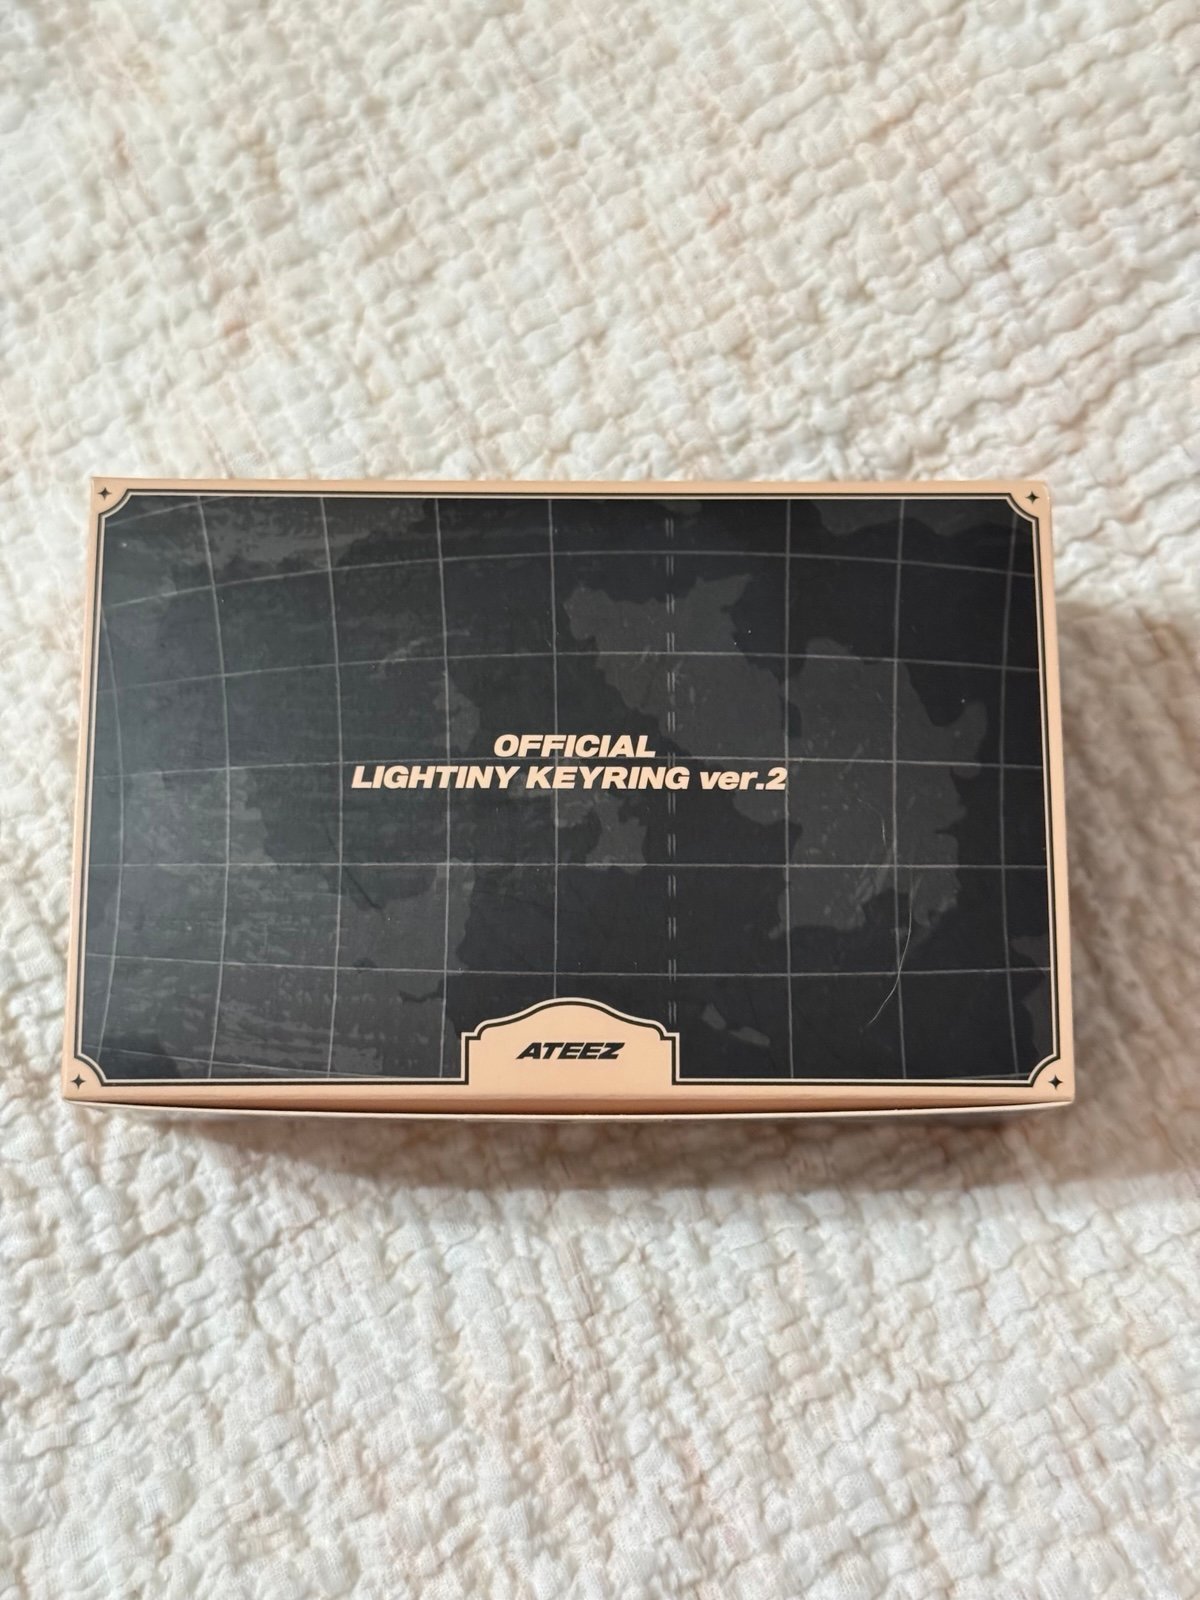 OFFICIAL
LIGHTINY KEYRING ver.2
ATEEZ